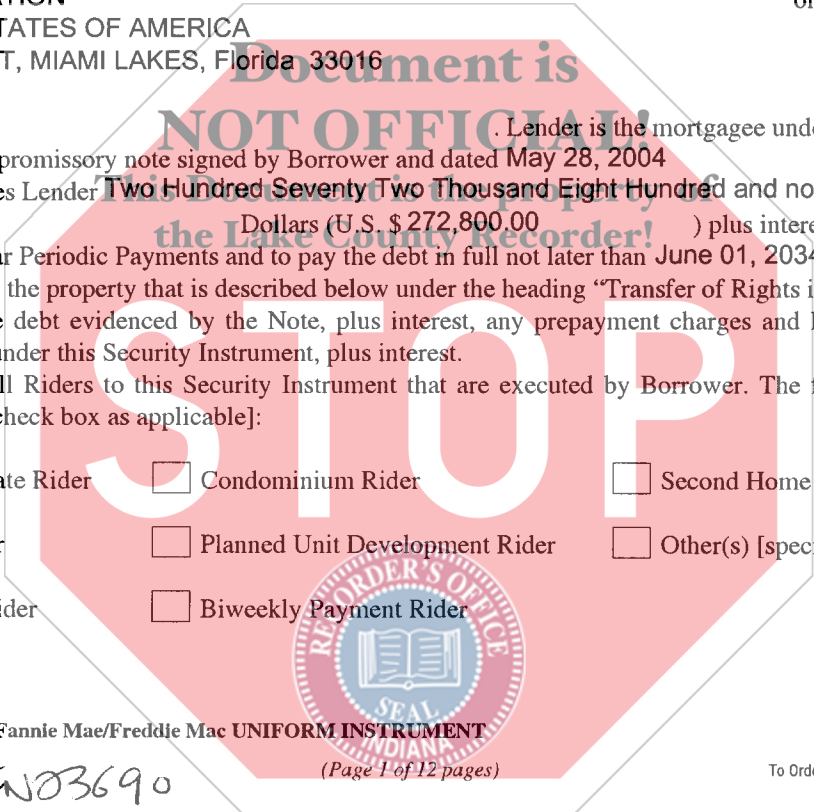 TATES OF AMERICA
T, MIAMI LAKES, Florida 33016
Document is
NOT OFFICIAL!
. Lender is the mortgagee und
promissory note signed by Borrower and dated May 28, 2004
es Lender Two Hundred Seventy Two Thousand Eight Hundred and no
This Document is the property of
Dollars (U.S. $ 272,800.00 ) plus intere
the Lake County Recorder!
ar Periodic Payments and to pay the debt in full not later than June 01, 2034
the property that is described below under the heading “Transfer of Rights i
e debt evidenced by the Note, plus interest, any prepayment charges and l
under this Security Instrument, plus interest.
ll Riders to this Security Instrument that are executed by Borrower. The f
check box as applicable]:
STOP
ate Rider Condominium Rider Second Home
r Planned Unit Development Rider Other(s) [speci
ider Biweekly Payment Rider
RECORDER'S OFFICE
SEAL
INDIANA
Fannie Mae/Freddie Mac UNIFORM INSTRUMENT
(Page 1 of 12 pages)
To Orde
N03690